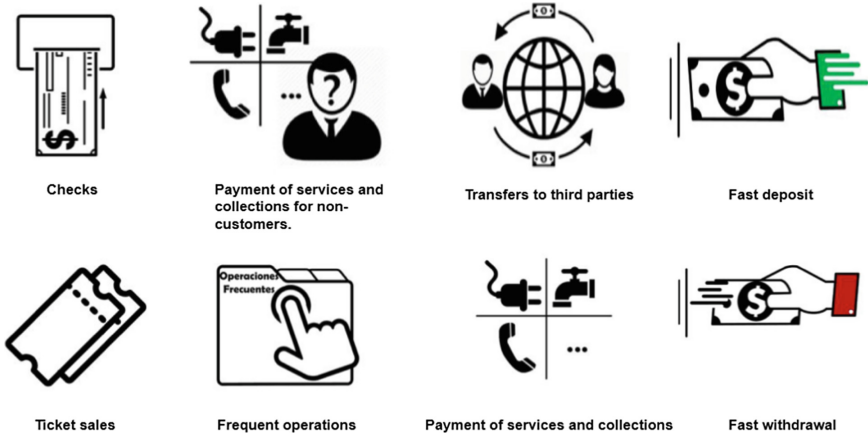 Checks
Payment of services and
collections for non-
customers.
Transfers to third parties
Fast deposit
Operaciones
Frecuentes
Ticket sales
Frequent operations
Payment of services and collections
Fast withdrawal